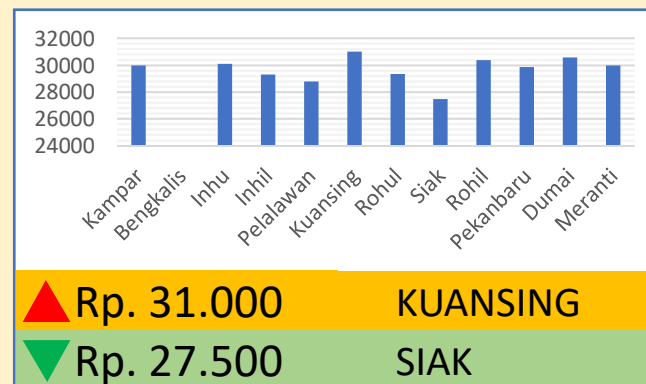 32000
30000
28000
26000
24000
Kampar
Bengkalis
Inhu
Inhil
Pelalawan
Kuansing
Rohul
Siak
Rohil
Pekanbaru
Dumai
Meranti
Rp. 31.000 KUANSING
Rp. 27.500 SIAK